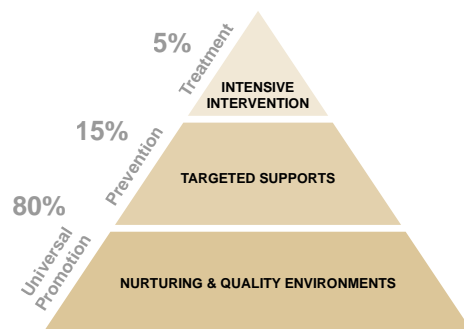 5%
Treatment
INTENSIVE
INTERVENTION
15%
Prevention
TARGETED SUPPORTS
80%
Universal
Promotion
NURTURING & QUALITY ENVIRONMENTS